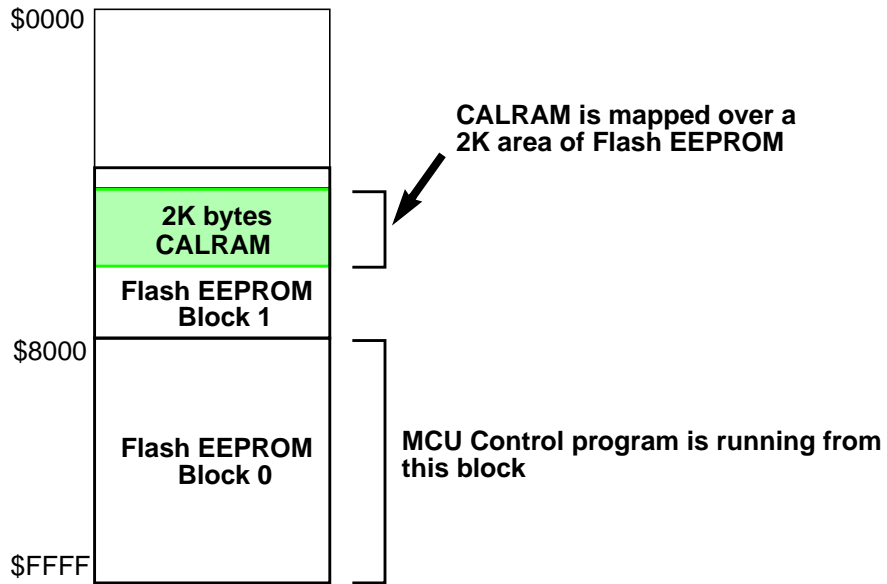 $0000
CALRAM is mapped over a
2K area of Flash EEPROM
2K bytes
CALRAM
Flash EEPROM
Block 1
$8000
Flash EEPROM
Block 0
MCU Control program is running from
this block
$FFFF